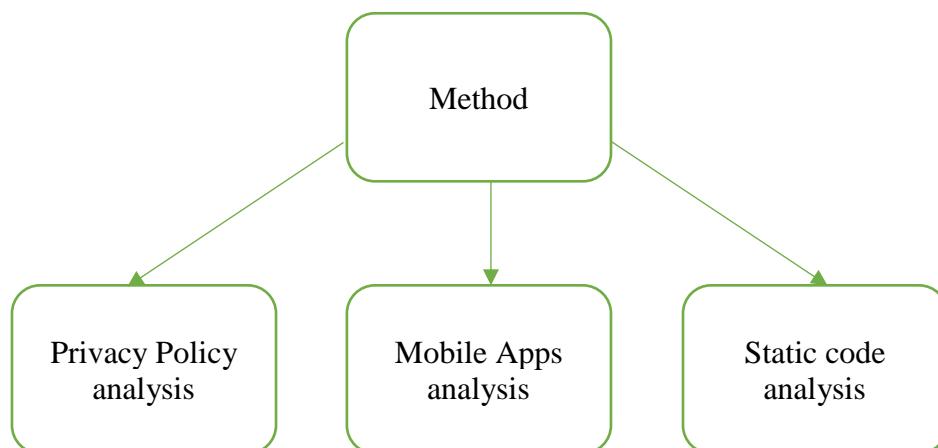 Method
Privacy Policy
analysis
Mobile Apps
analysis
Static code
analysis